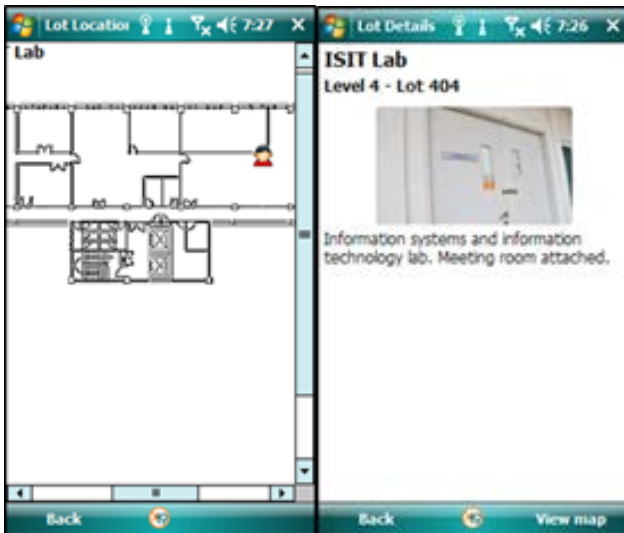 Lot Location
7:27
Lab
Back
Lot Details
7:26
ISIT Lab
Level 4 - Lot 404
Information systems and information
technology lab. Meeting room attached.
Back
View map